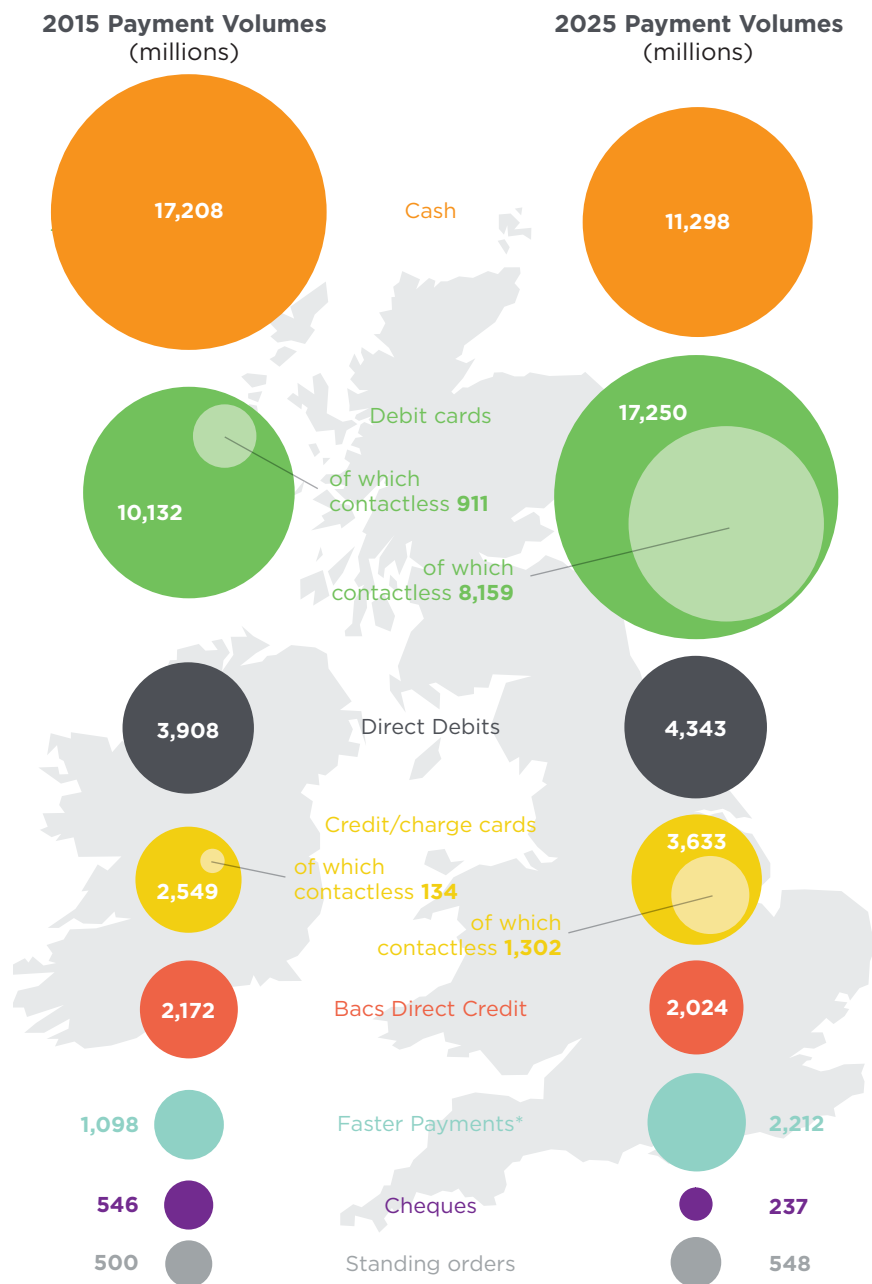 2015 Payment Volumes
(millions)
2025 Payment Volumes
(millions)
17,208
Cash
11,298
Debit cards
10,132
of which
contactless 911
17,250
of which
contactless 8,159
3,908
Direct Debits
4,343
Credit/charge cards
2,549
of which
contactless 134
3,633
of which
contactless 1,302
2,172
Bacs Direct Credit
2,024
1,098
Faster Payments*
2,212
546
Cheques
237
500
Standing orders
548